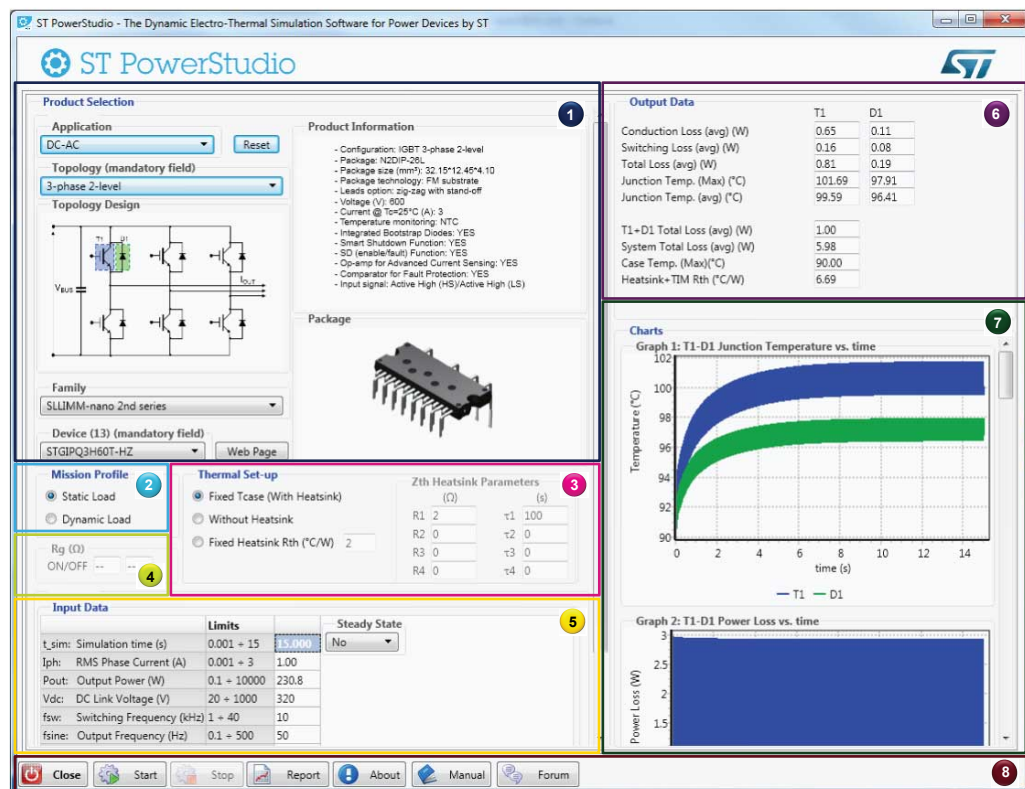 ST PowerStudio - The Dynamic Electro-Thermal Simulation Software for Power Devices by ST
ST PowerStudio
ST
Product Selection
1
Application
DC-AC
Reset
Topology (mandatory field)
3-phase 2-level
Topology Design
T1 D1
VBUS
IOUT
Family
SLLIMM-nano 2nd series
Device (13) (mandatory field)
STGIPQ3H60T-HZ
Web Page
Product Information
- Configuration: IGBT 3-phase 2-level
- Package: N2DIP-26L
- Package size (mm³): 32.15*12.45*4.10
- Package technology: FM substrate
- Leads option: zig-zag with stand-off
- Voltage (V): 600
- Current @ Tc=25°C (A): 3
- Temperature monitoring: NTC
- Integrated Bootstrap Diodes: YES
- Smart Shutdown Function: YES
- SD (enable/fault) Function: YES
- Op-amp for Advanced Current Sensing: YES
- Comparator for Fault Protection: YES
- Input signal: Active High (HS)/Active High (LS)
Package
Mission Profile
2
Static Load
Dynamic Load
Thermal Set-up
3
Fixed Tcase (With Heatsink)
Without Heatsink
Fixed Heatsink Rth (°C/W) 2
Zth Heatsink Parameters
(Ω) (s)
R1 2 τ1 100
R2 0 τ2 0
R3 0 τ3 0
R4 0 τ4 0
Rg (Ω)
ON/OFF -- --
4
Input Data
5
Limits
t_sim: Simulation time (s) 0.001 ÷ 15 15.000
Iph: RMS Phase Current (A) 0.001 ÷ 3 1.00
Pout: Output Power (W) 0.1 ÷ 10000 230.8
Vdc: DC Link Voltage (V) 20 ÷ 1000 320
fsw: Switching Frequency (kHz) 1 ÷ 40 10
fsine: Output Frequency (Hz) 0.1 ÷ 500 50
Steady State
No
Output Data
6
T1 D1
Conduction Loss (avg) (W) 0.65 0.11
Switching Loss (avg) (W) 0.16 0.08
Total Loss (avg) (W) 0.81 0.19
Junction Temp. (Max) (°C) 101.69 97.91
Junction Temp. (avg) (°C) 99.59 96.41
T1+D1 Total Loss (avg) (W) 1.00
System Total Loss (avg) (W) 5.98
Case Temp. (Max)(°C) 90.00
Heatsink+TIM Rth (°C/W) 6.69
7
Charts
Graph 1: T1-D1 Junction Temperature vs. time
Temperature (°C)
102
100
98
96
94
92
90
0 2 4 6 8 10 12 14
time (s)
T1 D1
Graph 2: T1-D1 Power Loss vs. time
Power Loss (W)
3
2.5
2
1.5
Close Start Stop Report About Manual Forum
8